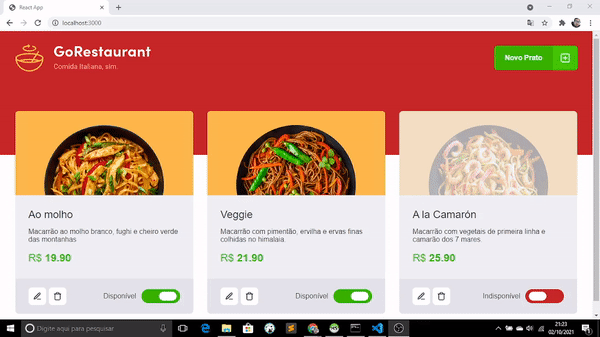 React App
localhost:3000
GoRestaurant
Comida Italiana, sim.
Novo Prato
Ao molho
Macarrão ao molho branco, fughi e cheiro verde
das montanhas
R$ 19.90
Disponível
Veggie
Macarrão com pimentão, ervilha e ervas finas
colhidas no himalaia.
R$ 21.90
Disponível
A la Camarón
Macarrão com vegetais de primeira linha e
camarão dos 7 mares.
R$ 25.90
Indisponível
Digite aqui para pesquisar
21:23
02/10/2021